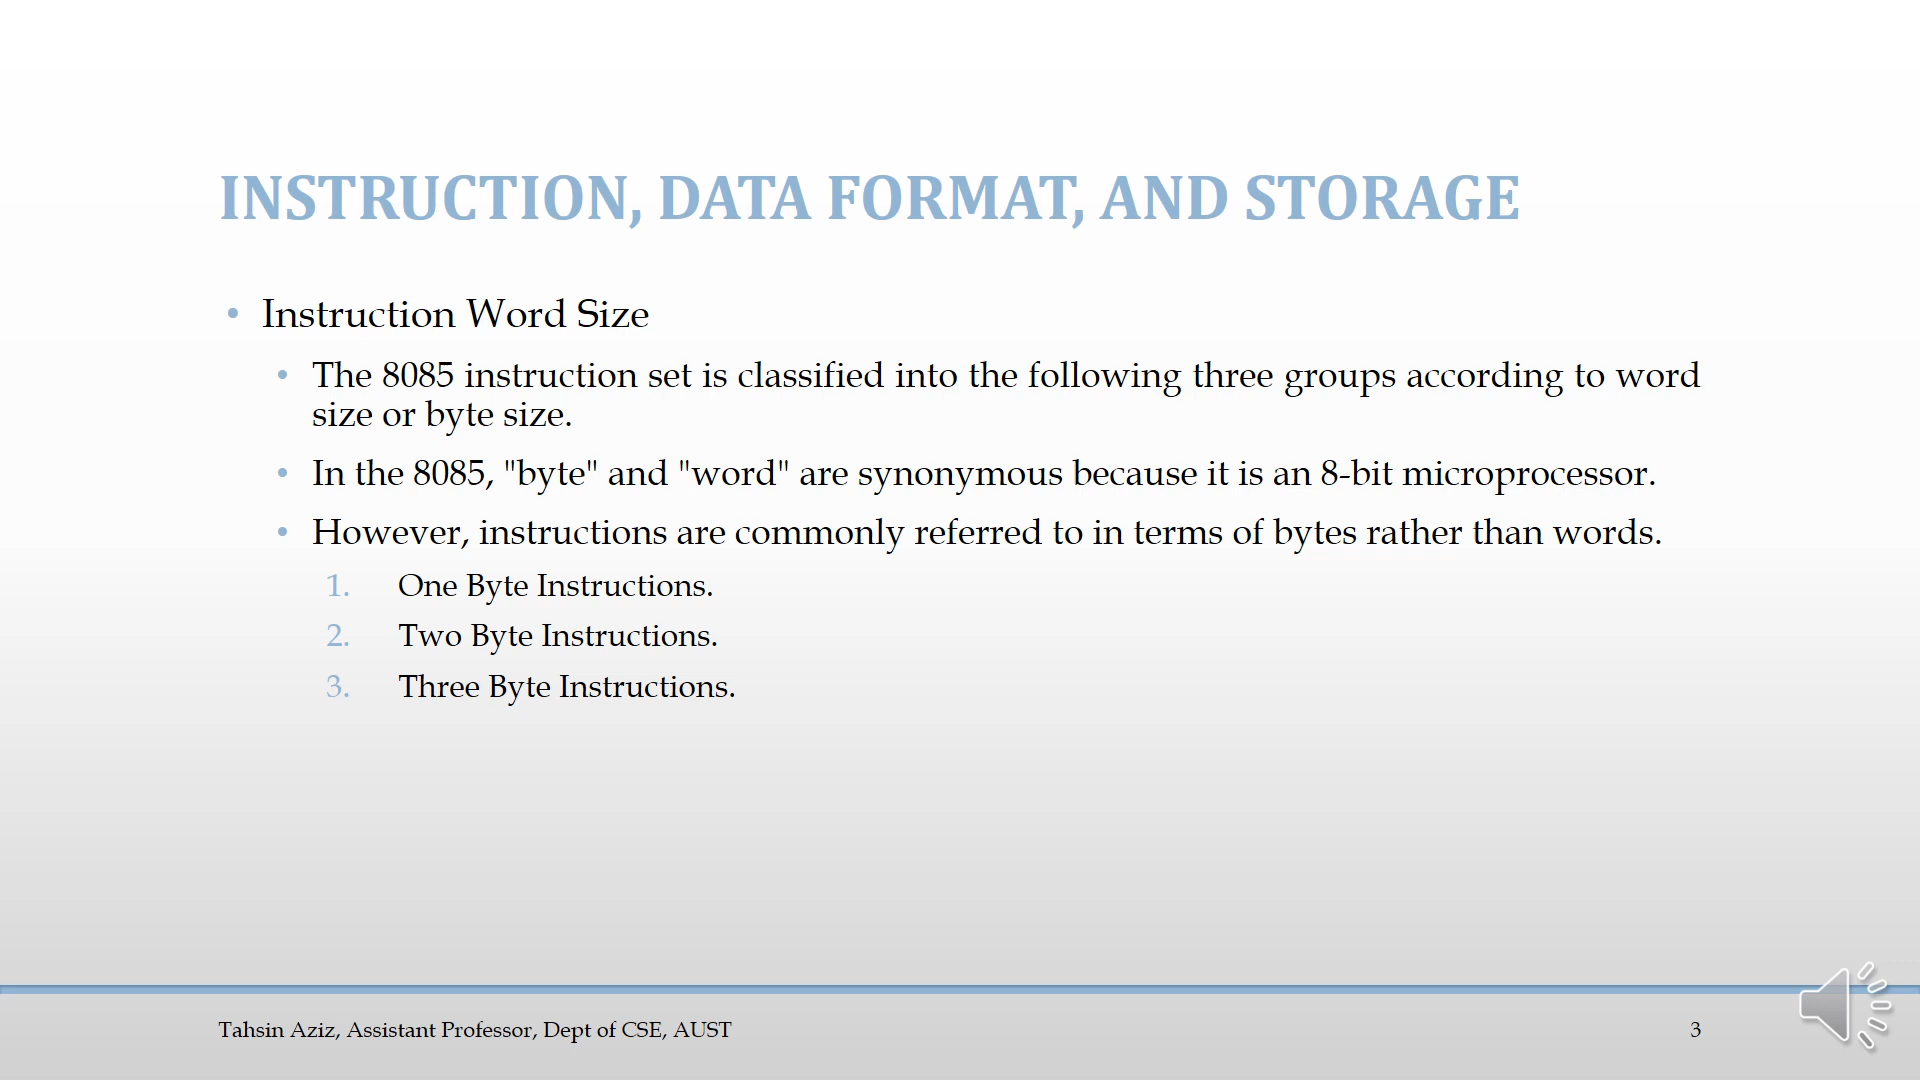 INSTRUCTION, DATA FORMAT, AND STORAGE
• Instruction Word Size
• The 8085 instruction set is classified into the following three groups according to word
size or byte size.
• In the 8085, "byte" and "word" are synonymous because it is an 8-bit microprocessor.
• However, instructions are commonly referred to in terms of bytes rather than words.
1. One Byte Instructions.
2. Two Byte Instructions.
3. Three Byte Instructions.
Tahsin Aziz, Assistant Professor, Dept of CSE, AUST
3